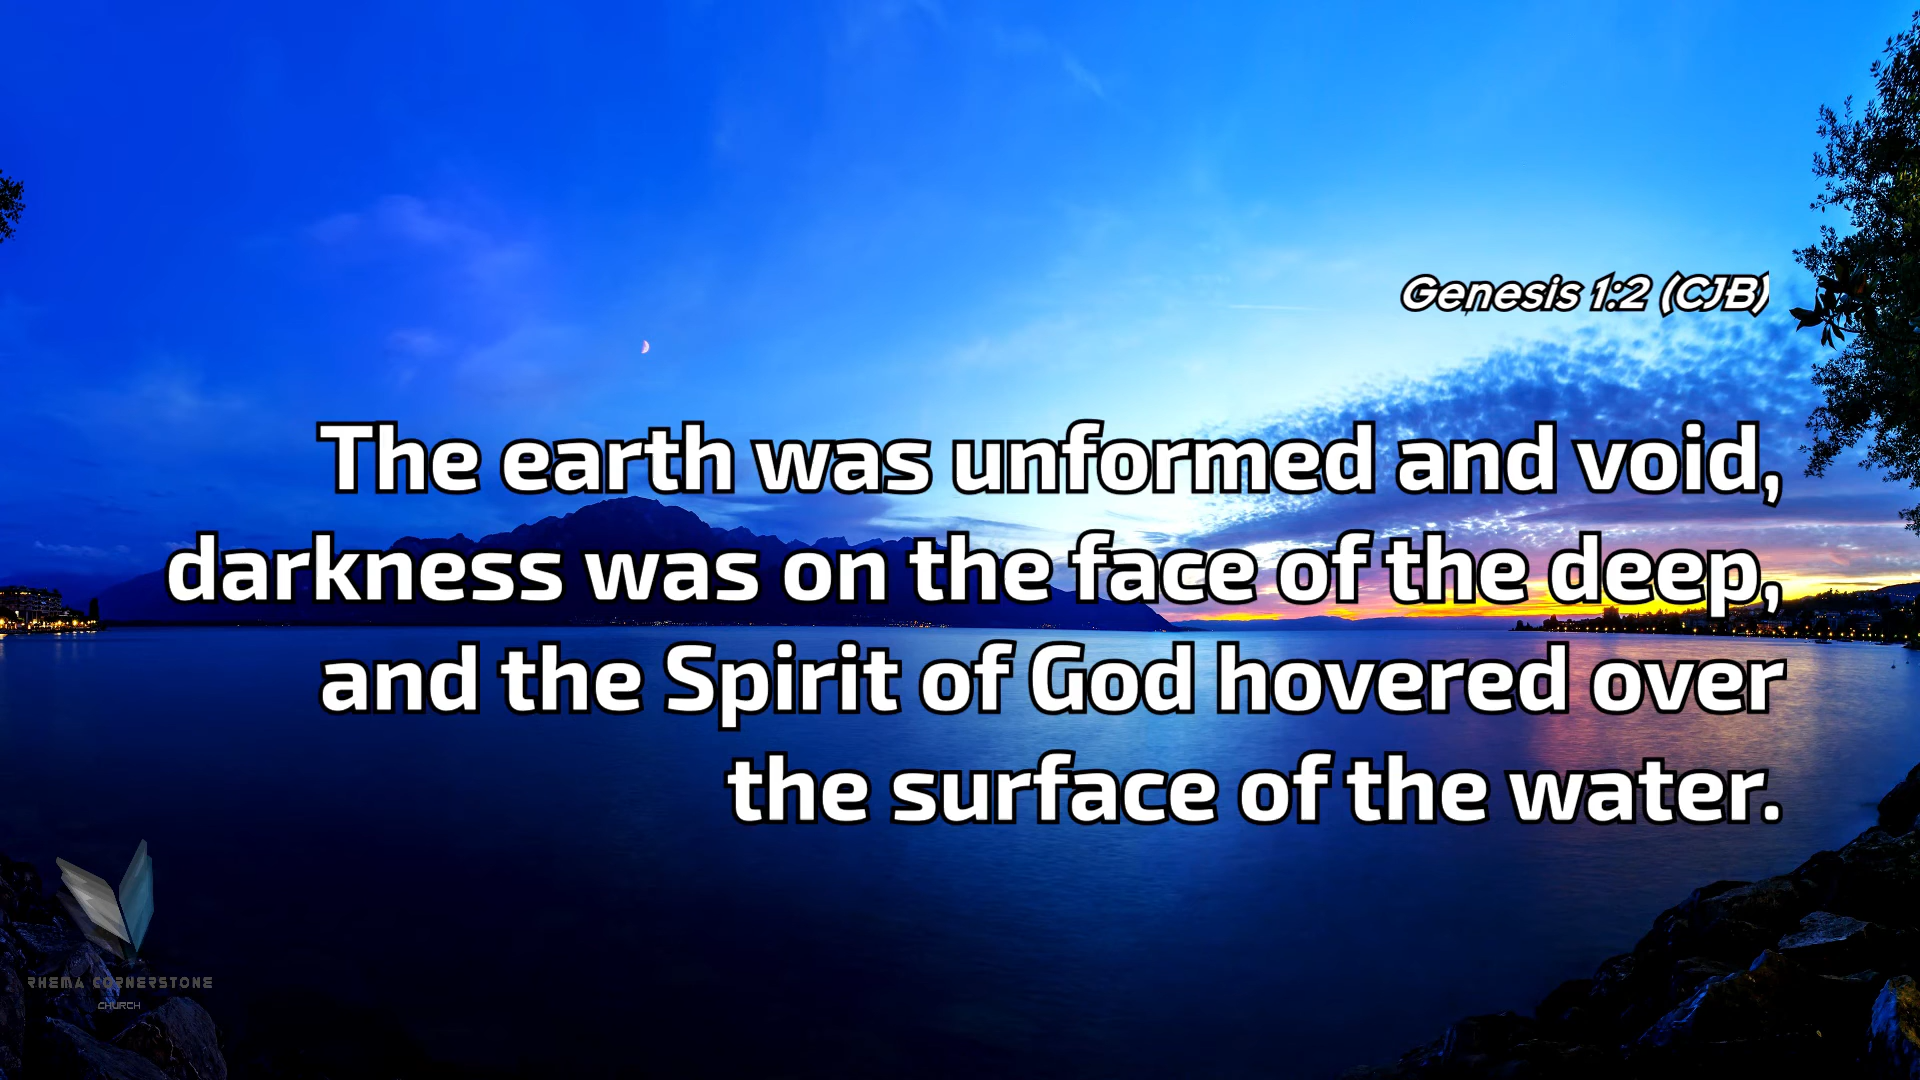 Genesis 1:2 (CJB)
The earth was unformed and void,
darkness was on the face of the deep,
and the Spirit of God hovered over
the surface of the water.
RHEMA CORNERSTONE
CHURCH